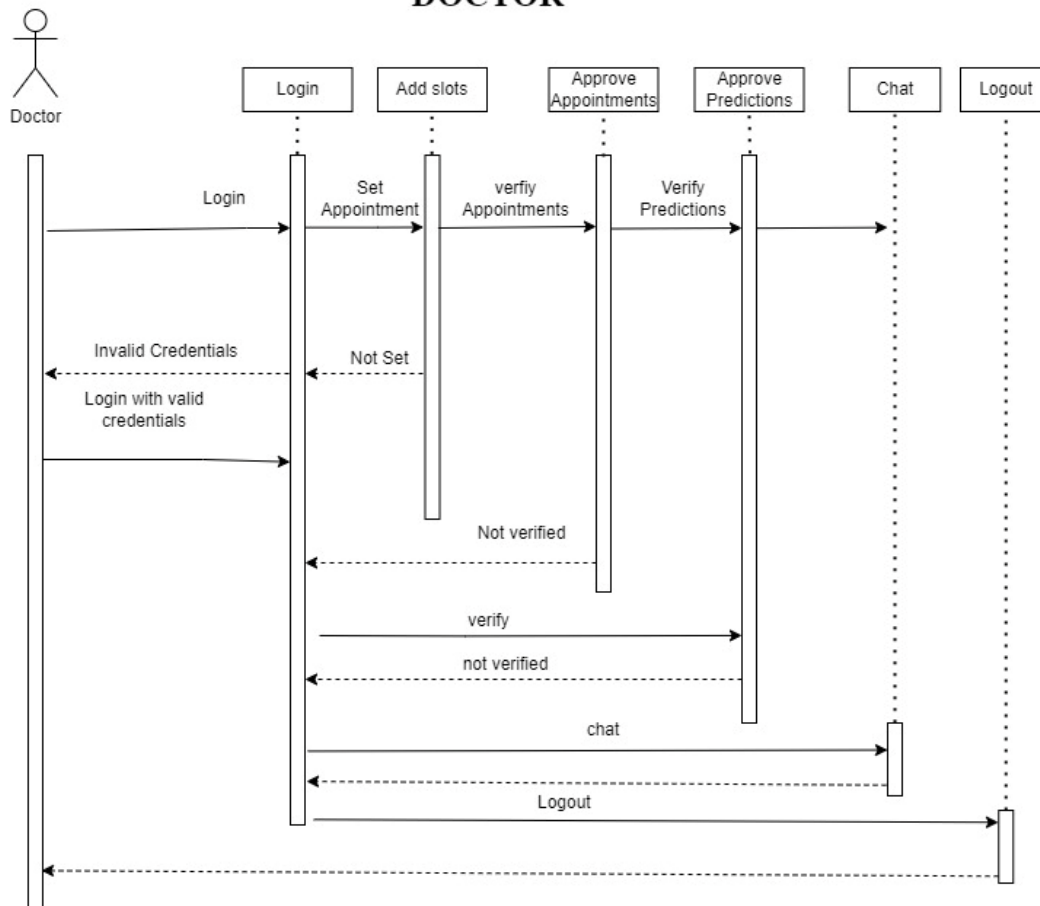 DOCTOR
Doctor
Login
Add slots
Approve
Appointments
Approve
Predictions
Chat
Logout
Login
Set
Appointment
verfiy
Appointments
Verify
Predictions
Invalid Credentials
Not Set
Login with valid
credentials
Not verified
verify
not verified
chat
Logout